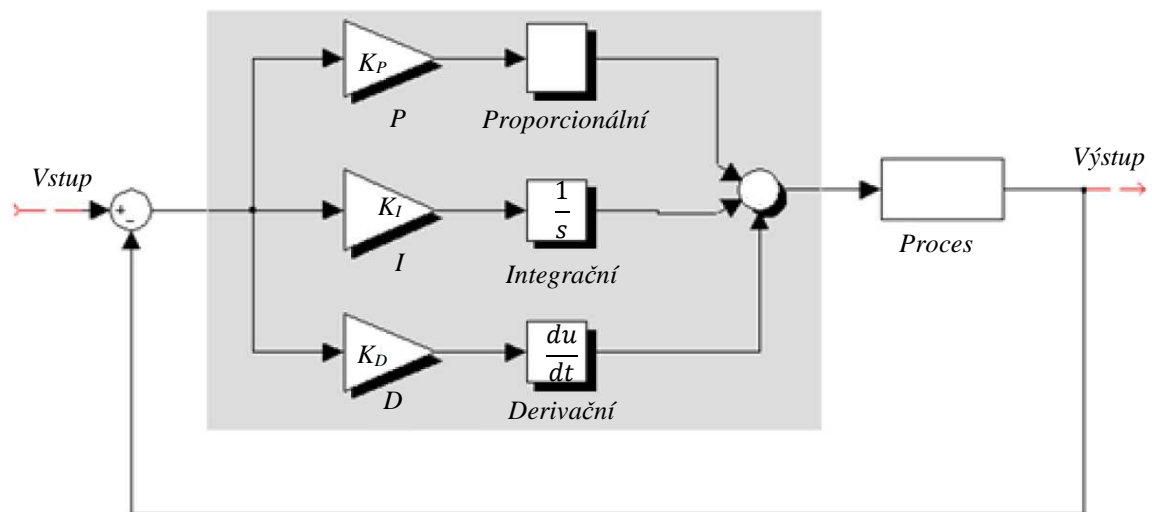 K_P
P
Proporcionální
Vstup
+
-
K_I
I
1/s
Integrační
Proces
Výstup
K_D
D
du/dt
Derivační